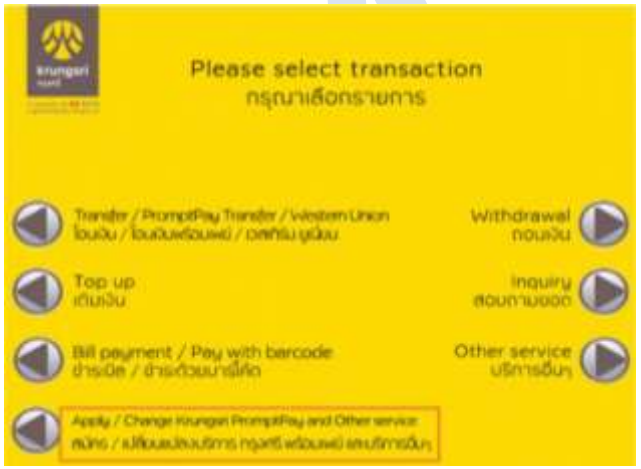 krungsri
กรุงศรี
Please select transaction
กรุณาเลือกรายการ
Transfer / PromptPay Transfer / Western Union
โอนเงิน / โอนเงินพร้อมเพย์ / เวสเทิร์น ยูเนี่ยน
Withdrawal
ถอนเงิน
Top up
เติมเงิน
Inquiry
สอบถามยอด
Bill payment / Pay with barcode
ชำระบิล / ชำระด้วยบาร์โค้ด
Other service
บริการอื่นๆ
Apply / Change Krungsri PromptPay and Other service
สมัคร / เปลี่ยนแปลงบริการ กรุงศรี พร้อมเพย์ และบริการอื่นๆ